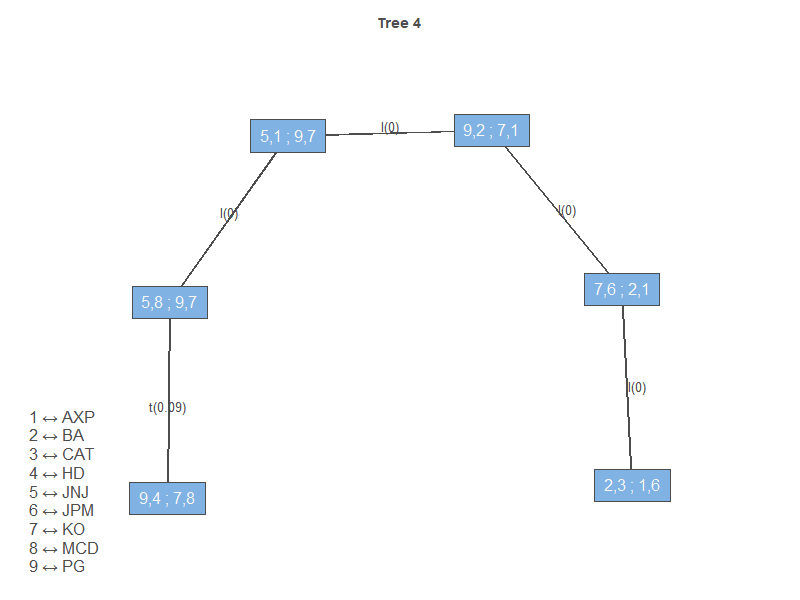 Tree 4
5,1 ; 9,7
I(0)
9,2 ; 7,1
I(0)
I(0)
7,6 ; 2,1
5,8 ; 9,7
I(0)
t(0.09)
2,3 ; 1,6
9,4 ; 7,8
1 ↔ AXP
2 ↔ BA
3 ↔ CAT
4 ↔ HD
5 ↔ JNJ
6 ↔ JPM
7 ↔ KO
8 ↔ MCD
9 ↔ PG